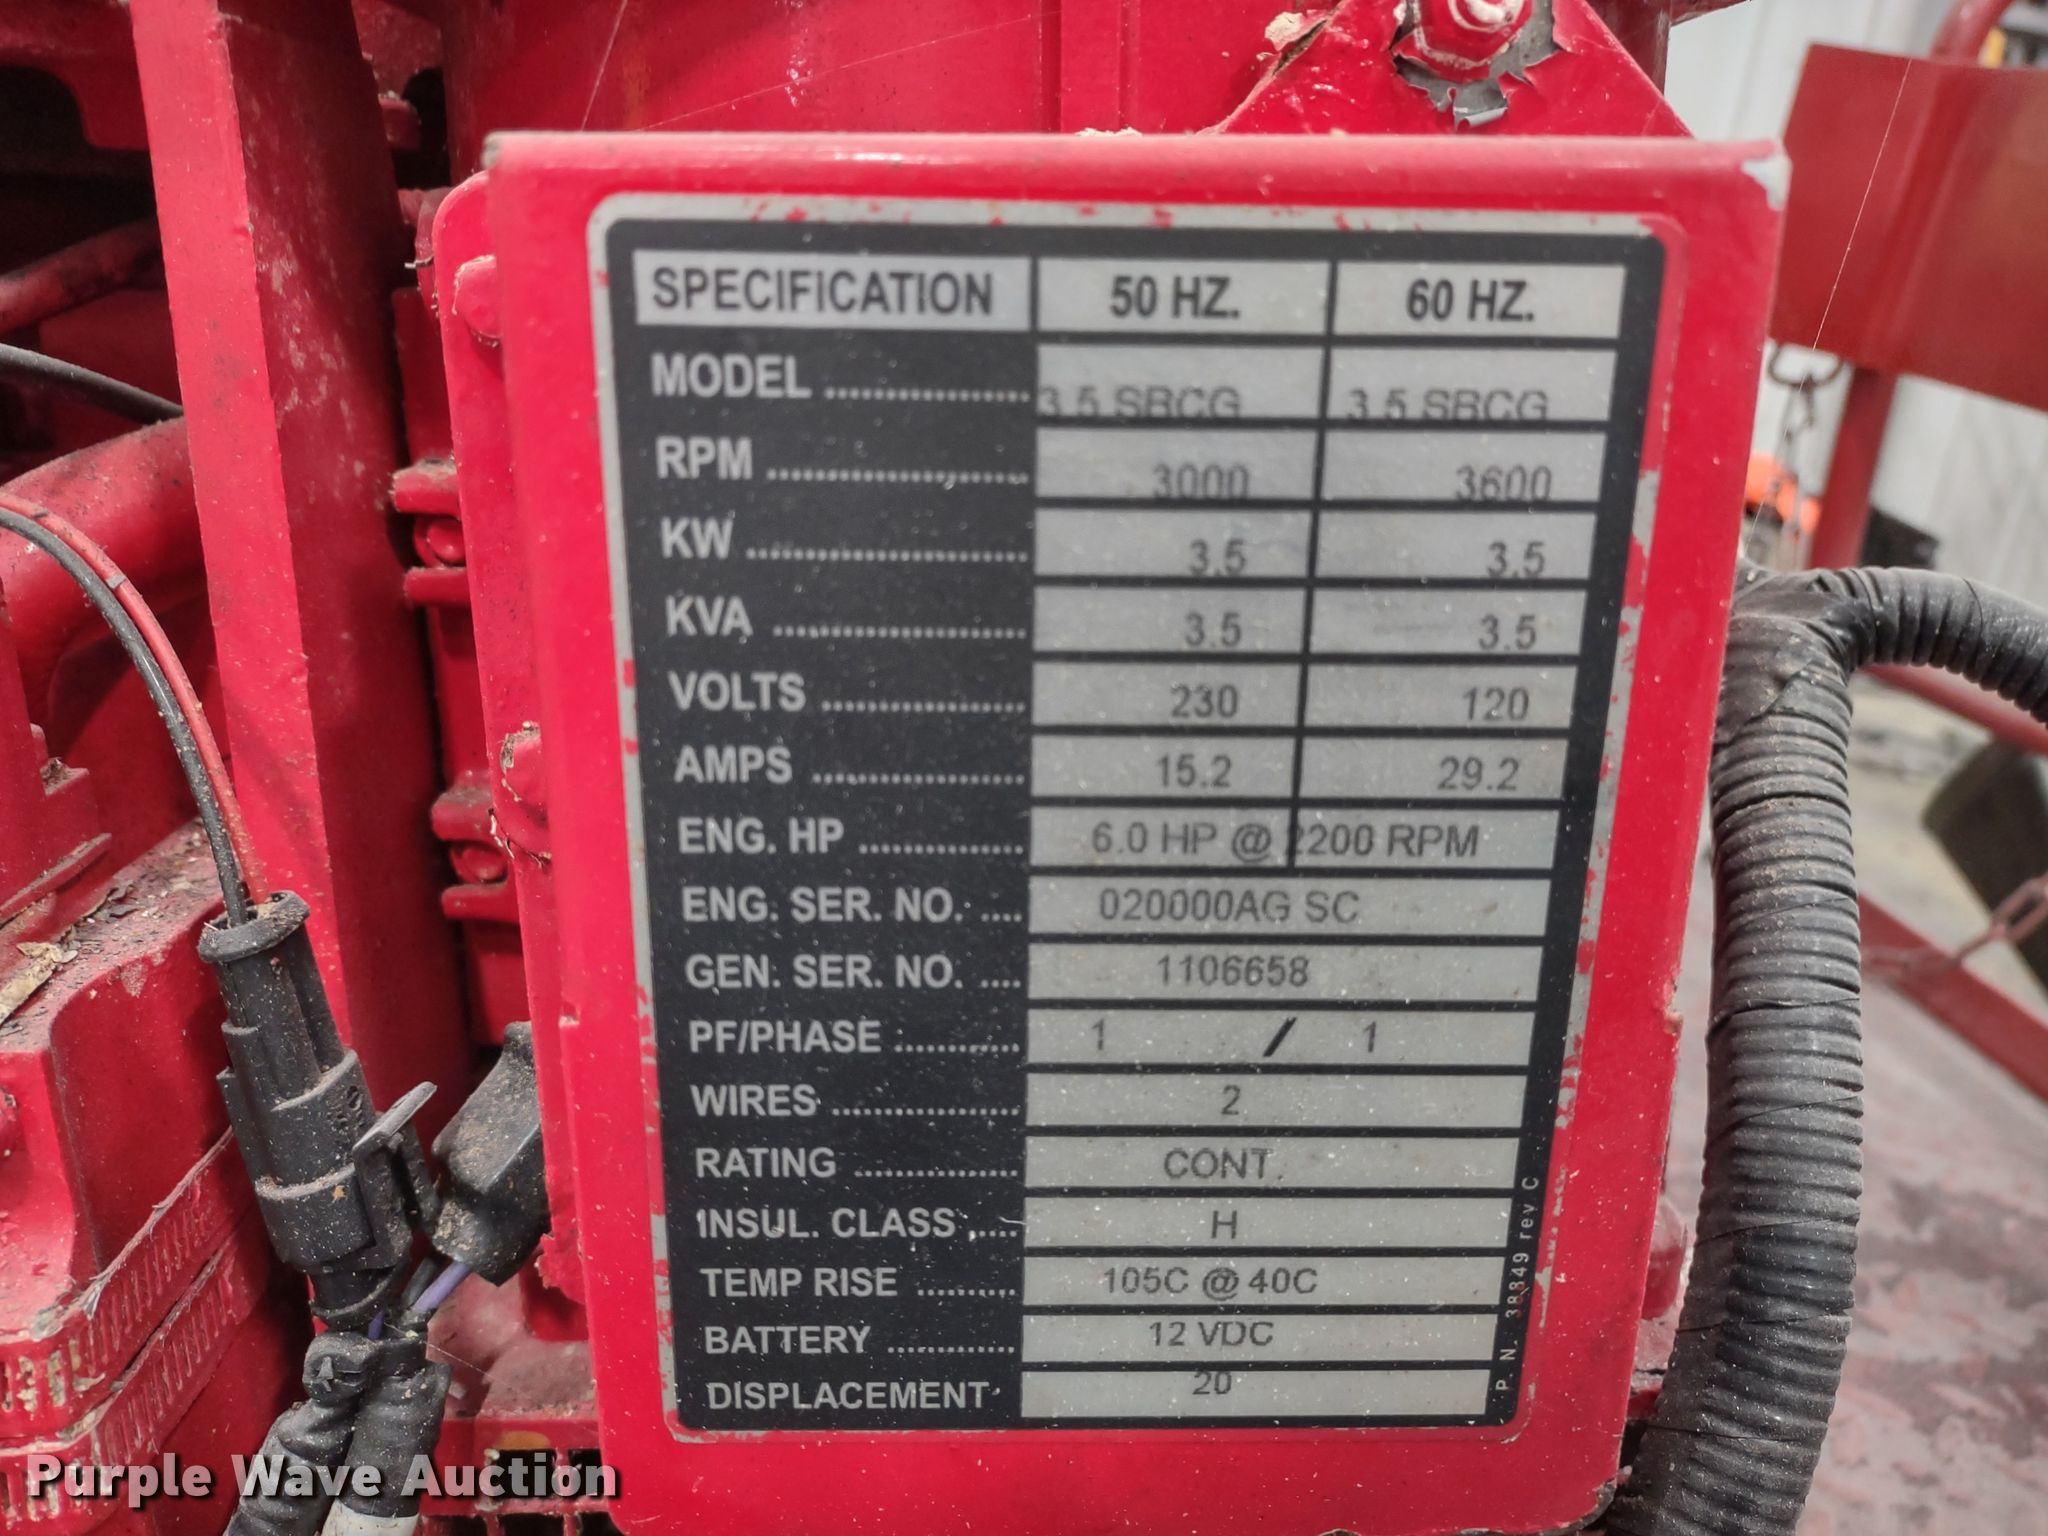 SPECIFICATION 50 HZ. 60 HZ.
MODEL .................. 3.5 SBCG 3.5 SBCG
RPM ....................... 3000 3600
KW ......................... 3.5 3.5
KVA ...................... 3.5 3.5
VOLTS .................. 230 120
AMPS ................... 15.2 29.2
ENG. HP .............. 6.0 HP @ 2200 RPM
ENG. SER. NO. .... 020000AG SC
GEN. SER. NO. .... 1106658
PF/PHASE ............ 1 / 1
WIRES .................. 2
RATING ................ CONT.
INSUL. CLASS ..... H
TEMP RISE .......... 105C @ 40C
BATTERY ............. 12 VDC
DISPLACEMENT 20
P.N. 38849 rev C
Purple Wave Auction